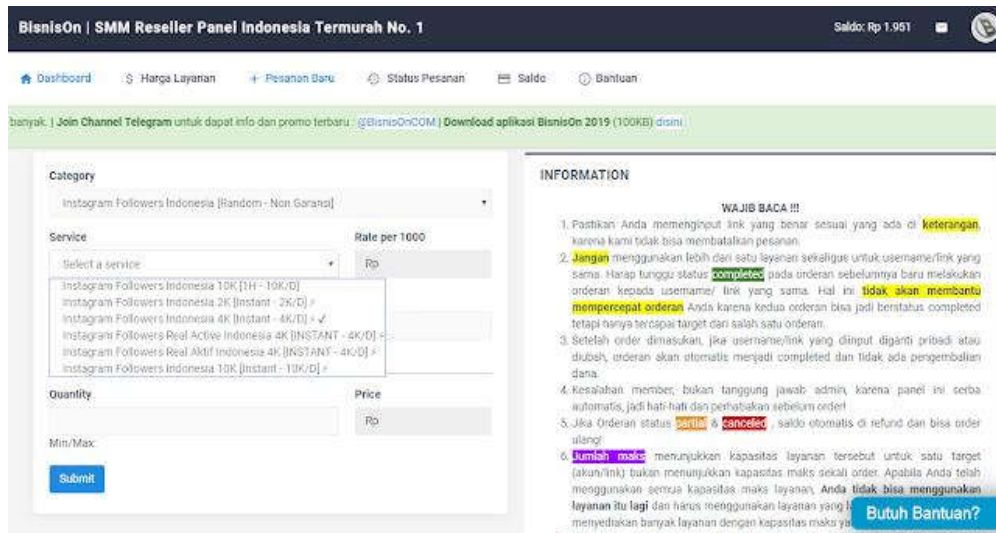 BisnisOn | SMM Reseller Panel Indonesia Termurah No. 1
Saldo: Rp 1.951
Dashboard
$ Harga Layanan
+ Pesanan Baru
Status Pesanan
Saldo
Bantuan
banyak. | Join Channel Telegram untuk dapat info dan promo terbaru : @BisnisOnCOM | Download aplikasi BisnisOn 2019 (100KB) disini
Category
Instagram Followers Indonesia [Random - Non Garansi]
Service
Rate per 1000
Select a service
Rp
Instagram Followers Indonesia 10K [1H - 10K/D]
Instagram Followers Indonesia 2K [Instant - 2K/D] ⚡
Instagram Followers Indonesia 4K [Instant - 4K/D] ⚡ ✔
Instagram Followers Real Active Indonesia 4K [INSTANT - 4K/D] ⚡
Instagram Followers Real Aktif Indonesia 4K [INSTANT - 4K/D] ⚡
Instagram Followers Indonesia 10K [Instant - 10K/D] ⚡
Quantity
Price
Rp
Min/Max:
Submit
INFORMATION
WAJIB BACA !!!
1. Pastikan Anda memenginput link yang benar sesuai yang ada di keterangan,
karena kami tidak bisa membatalkan pesanan.
2. Jangan menggunakan lebih dari satu layanan sekaligus untuk username/link yang
sama. Harap tunggu status completed pada orderan sebelumnya baru melakukan
orderan kepada username/ link yang sama. Hal ini tidak akan membantu
mempercepat orderan Anda karena kedua orderan bisa jadi berstatus completed
tetapi hanya tercapai target dari salah satu orderan.
3. Setelah order dimasukan, jika username/link yang diinput diganti pribadi atau
diubah, orderan akan otomatis menjadi completed dan tidak ada pengembalian
dana.
4. Kesalahan member, bukan tanggung jawab admin, karena panel ini serba
automatis, jadi hati-hati dan perhatiakan sebelum order!
5. Jika Orderan status partial & canceled , saldo otomatis di refund dan bisa order
ulang!
6. Jumlah maks menunjukkan kapasitas layanan tersebut untuk satu target
(akun/link) bukan menunjukkan kapasitas maks sekali order. Apabila Anda telah
menggunakan semua kapasitas maks layanan, Anda tidak bisa menggunakan
layanan itu lagi dan harus menggunakan layanan yang
menyediakan banyak layanan dengan kapasitas maks
Butuh Bantuan?